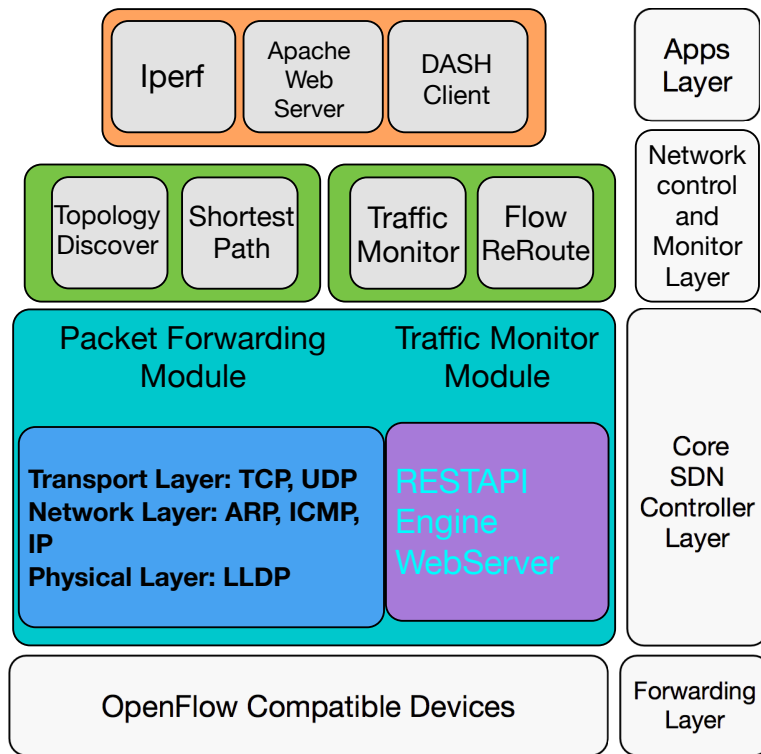 Iperf
Apache
Web
Server
DASH
Client
Apps
Layer
Topology
Discover
Shortest
Path
Traffic
Monitor
Flow
ReRoute
Network
control
and
Monitor
Layer
Packet Forwarding
Module
Traffic Monitor
Module
Transport Layer: TCP, UDP
Network Layer: ARP, ICMP,
IP
Physical Layer: LLDP
RESTAPI
Engine
WebServer
Core
SDN
Controller
Layer
OpenFlow Compatible Devices
Forwarding
Layer